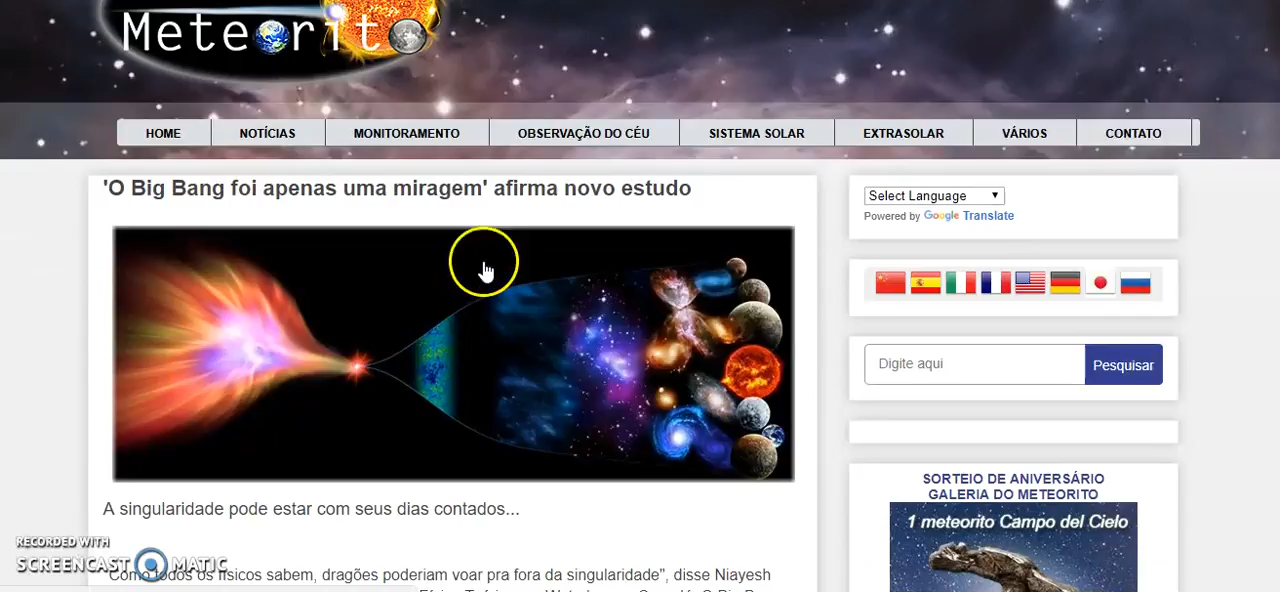 Meteorito
HOME NOTÍCIAS MONITORAMENTO OBSERVAÇÃO DO CÉU SISTEMA SOLAR EXTRASOLAR VÁRIOS CONTATO
'O Big Bang foi apenas uma miragem' afirma novo estudo
A singularidade pode estar com seus dias contados...
"Como todos os físicos sabem, dragões poderiam voar pra fora da singularidade", disse Niayesh
RECORDED WITH
SCREENCAST MATIC
Select Language
Powered by Google Translate
Digite aqui Pesquisar
SORTEIO DE ANIVERSÁRIO
GALERIA DO METEORITO
1 meteorito Campo del Cielo